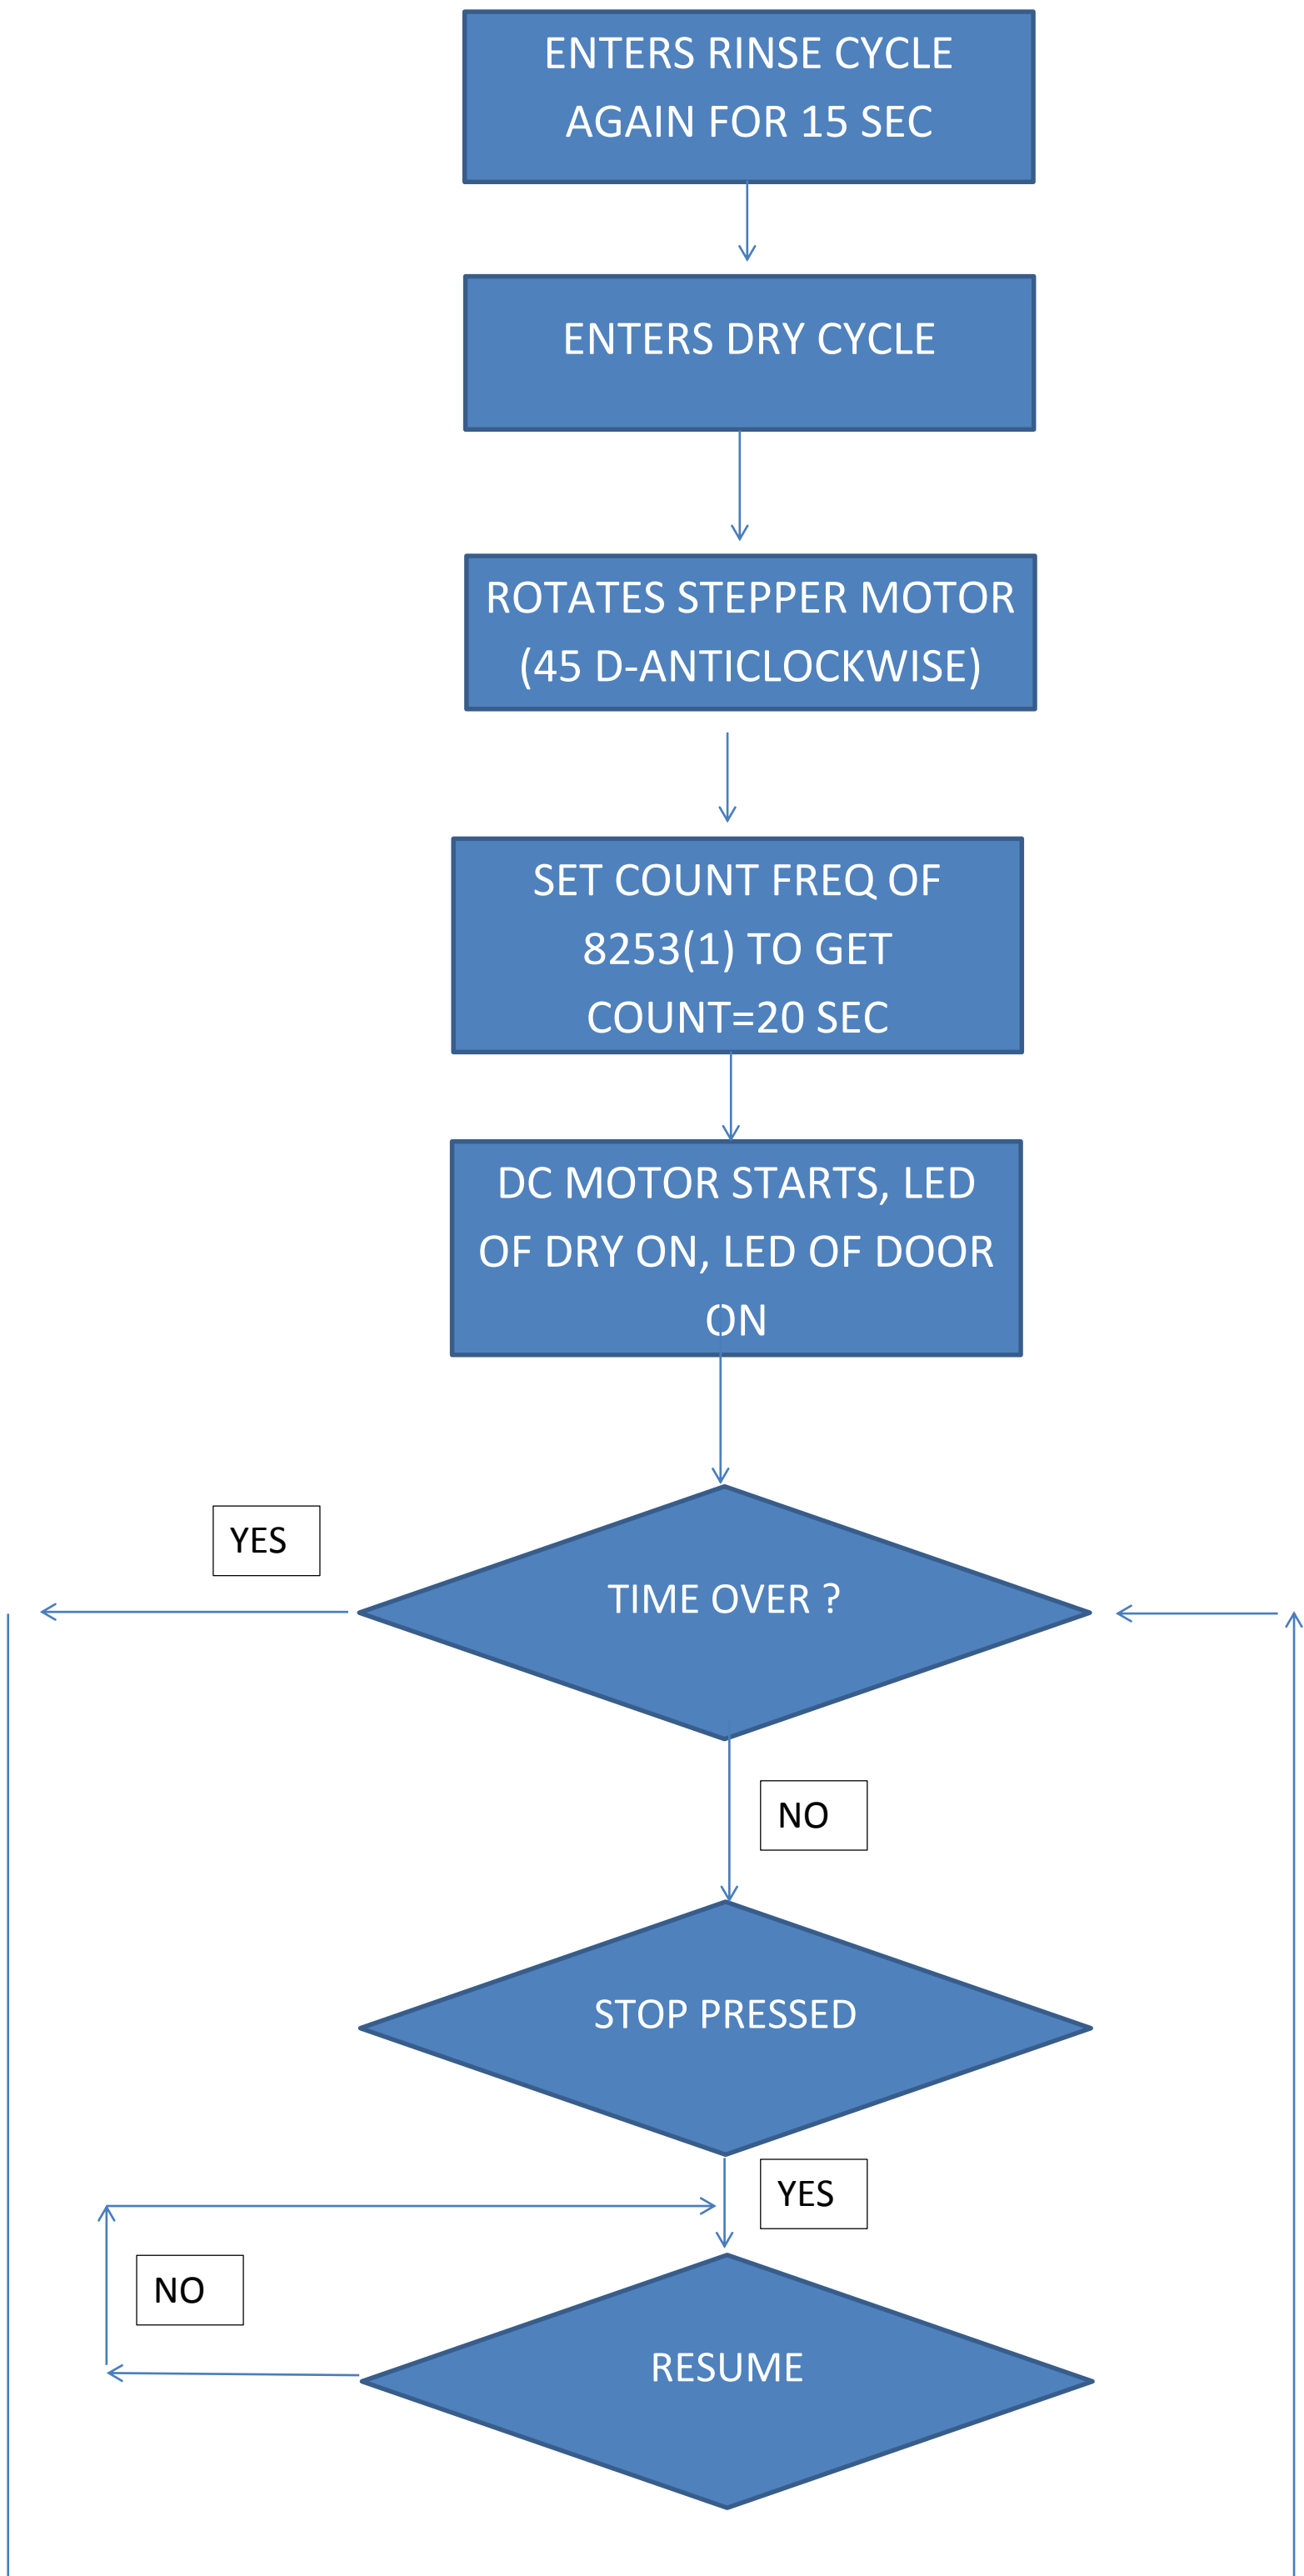 ENTERS RINSE CYCLE
AGAIN FOR 15 SEC
ENTERS DRY CYCLE
ROTATES STEPPER MOTOR
(45 D-ANTICLOCKWISE)
SET COUNT FREQ OF
8253(1) TO GET
COUNT=20 SEC
DC MOTOR STARTS, LED
OF DRY ON, LED OF DOOR
ON
YES
TIME OVER ?
NO
STOP PRESSED
YES
NO
RESUME